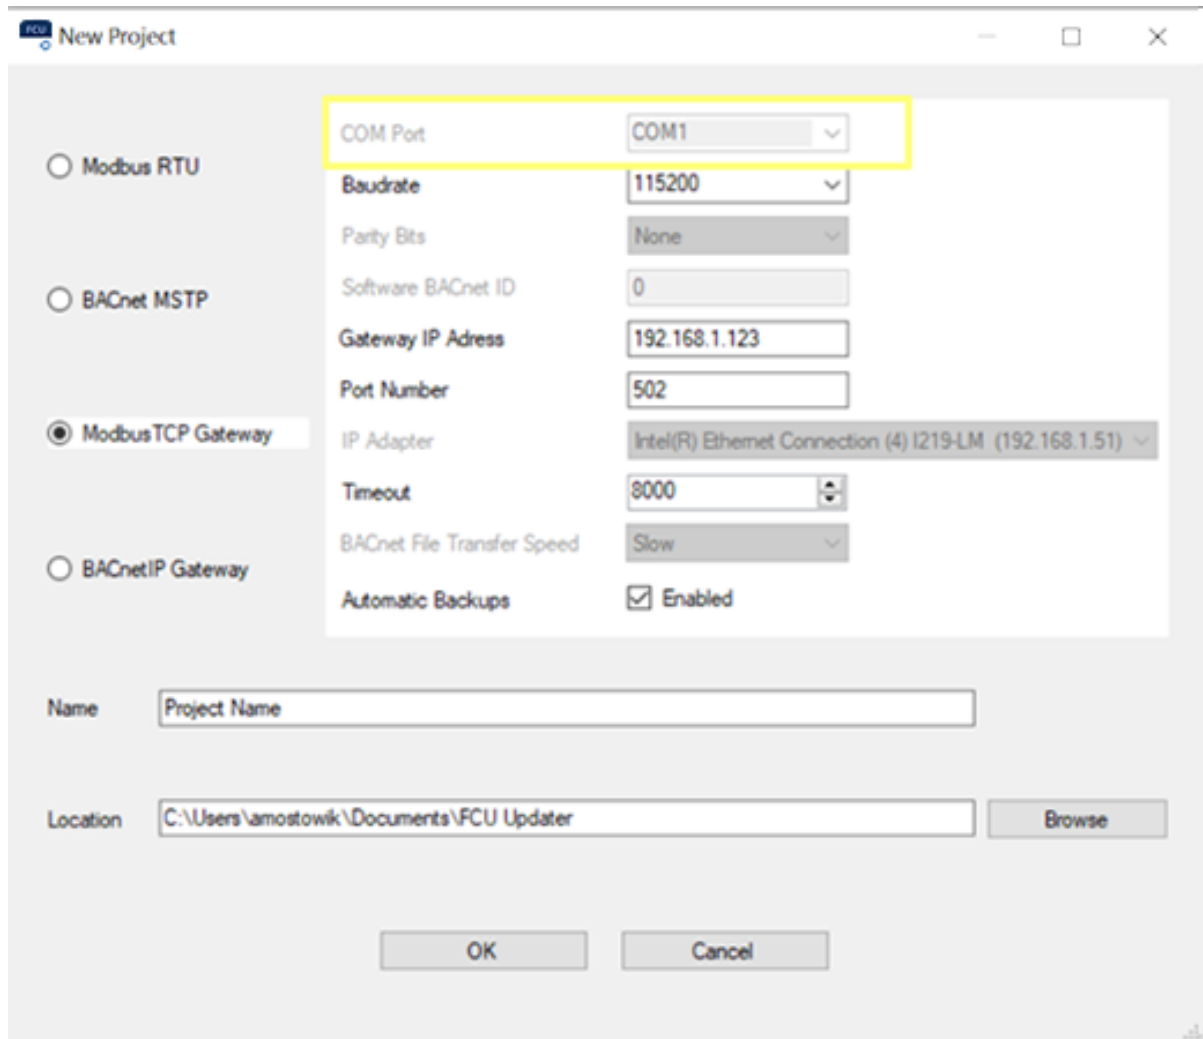 FCU New Project
COM Port COM1
Modbus RTU
Baudrate 115200
Parity Bits None
Software BACnet ID 0
BACnet MSTP
Gateway IP Adress 192.168.1.123
Port Number 502
ModbusTCP Gateway
IP Adapter Intel(R) Ethernet Connection (4) I219-LM (192.168.1.51)
Timeout 8000
BACnet File Transfer Speed Slow
BACnetIP Gateway
Automatic Backups Enabled
Name Project Name
Location C:\Users\amostowik\Documents\FCU Updater Browse
OK Cancel